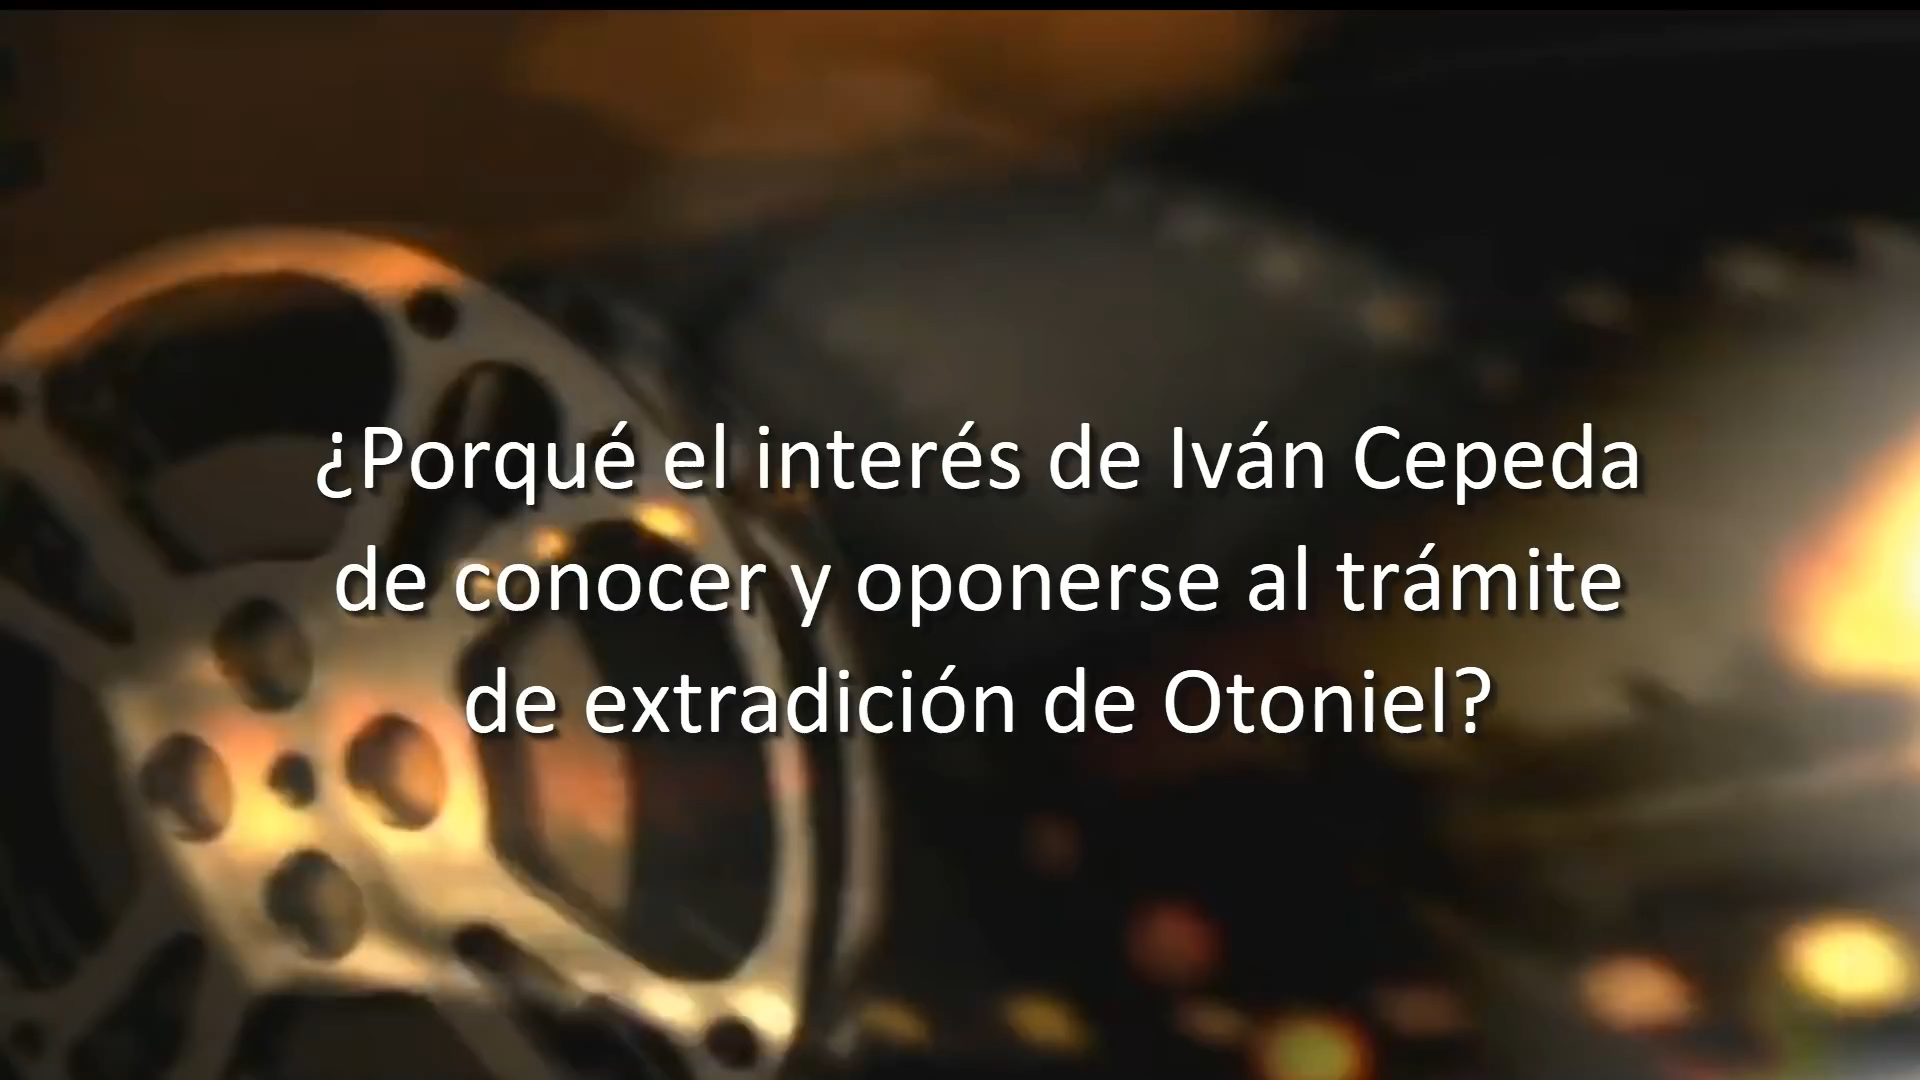 ¿Porqué el interés de Iván Cepeda
de conocer y oponerse al trámite
de extradición de Otoniel?